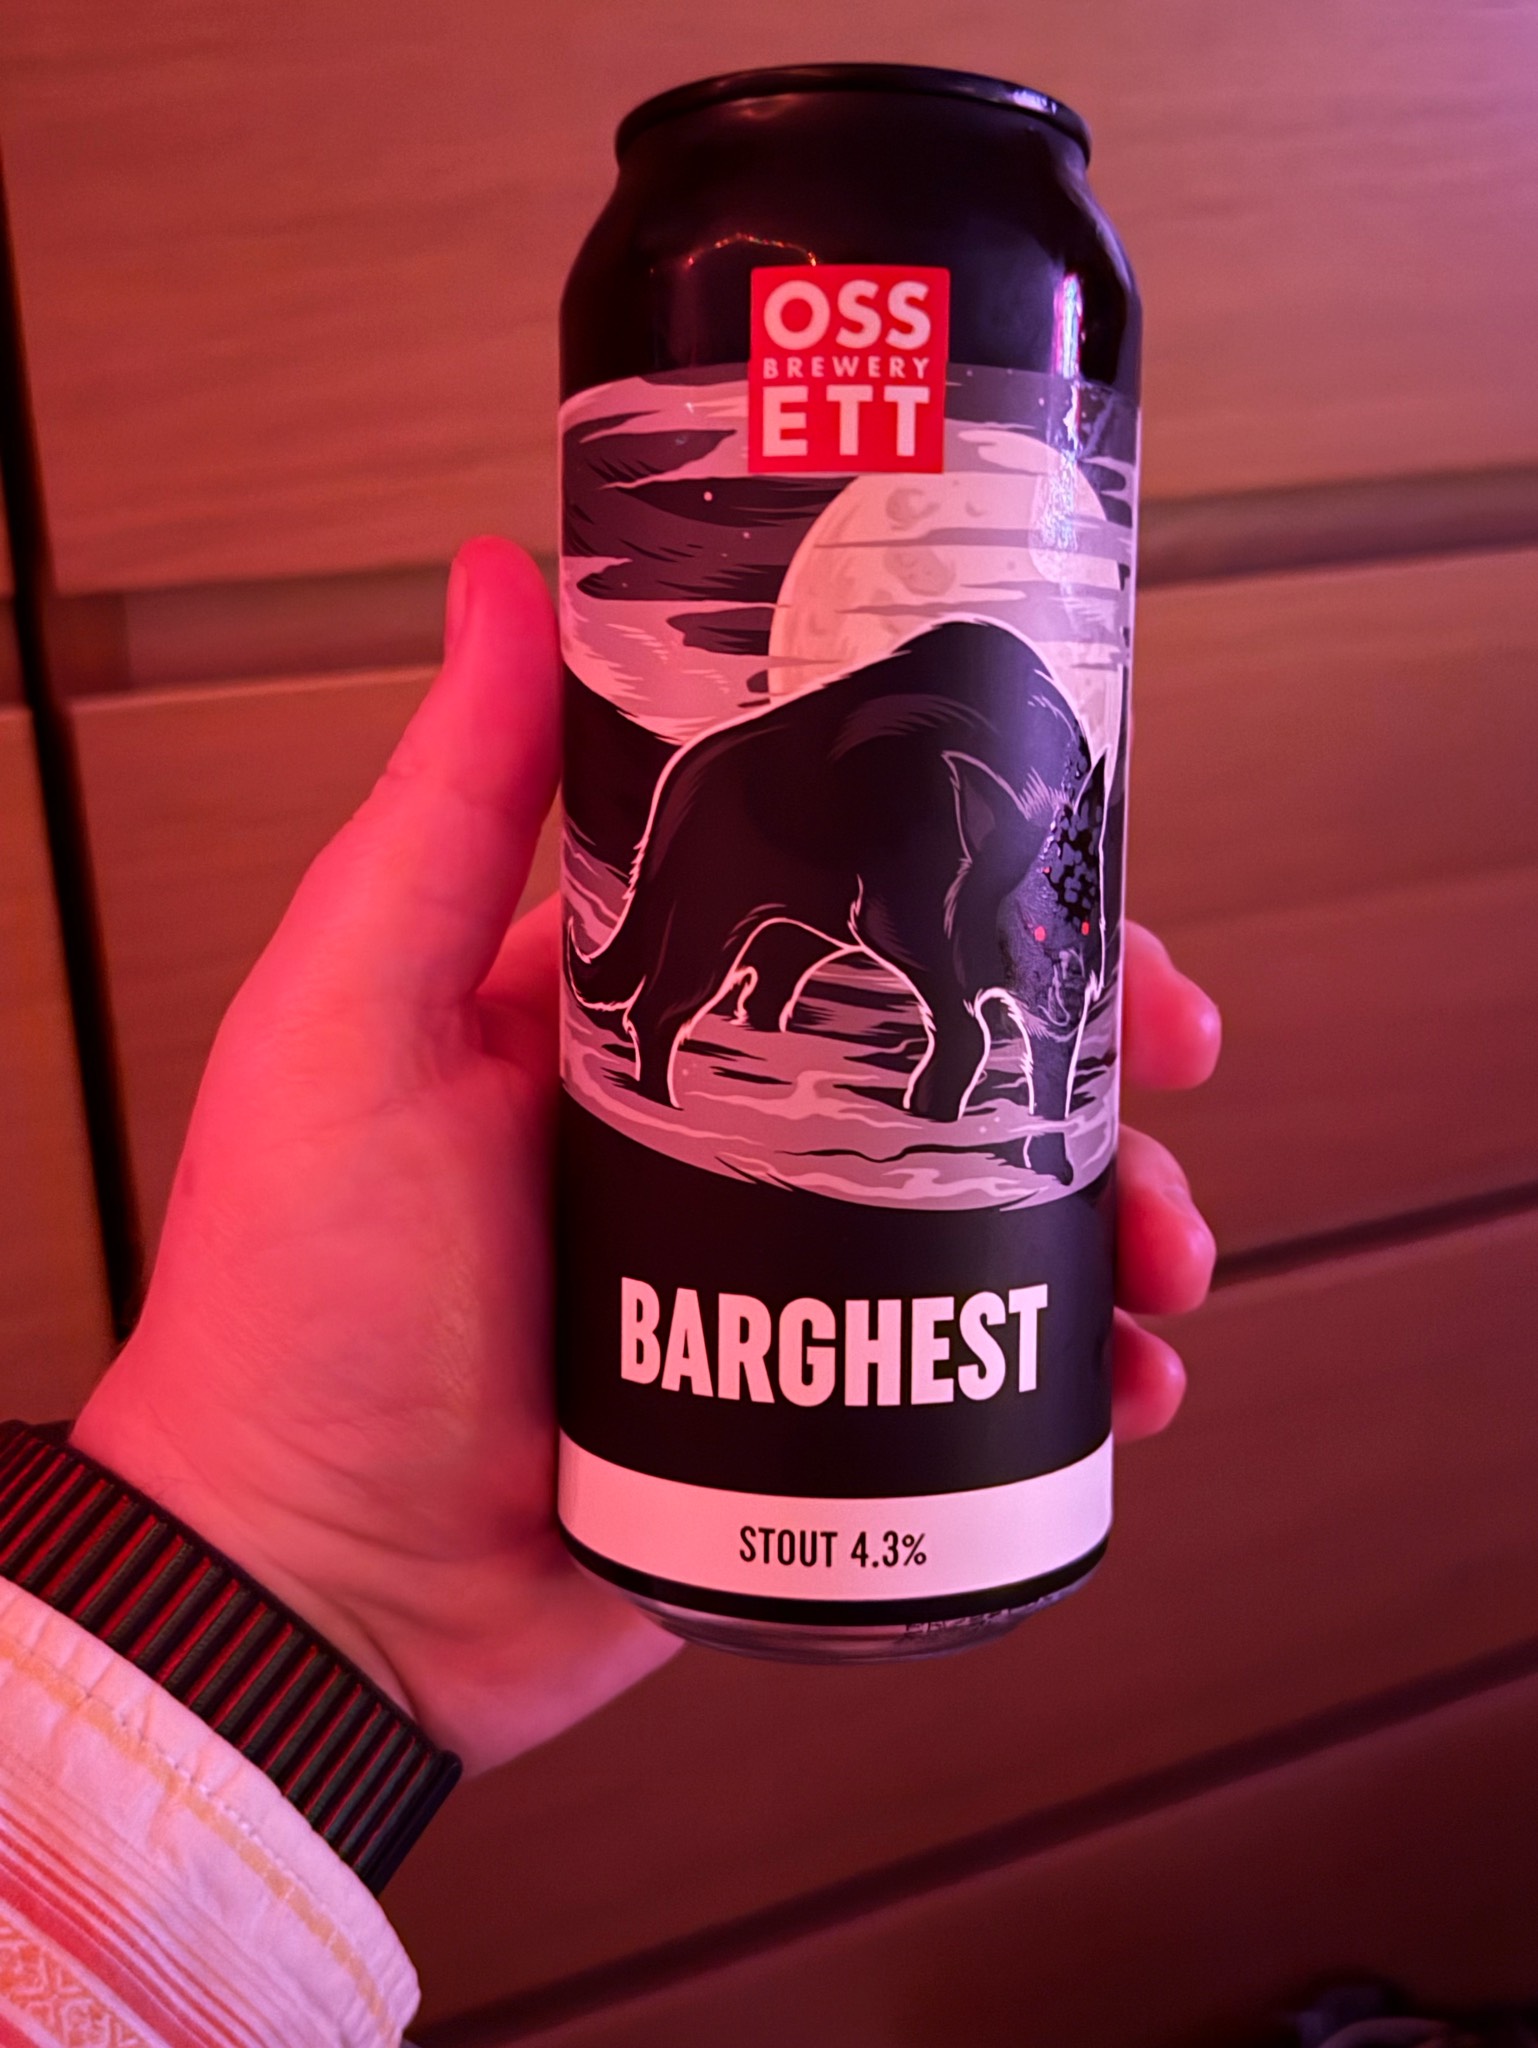 OSS
BREWERY
ETT
BARGHEST
STOUT 4.3%